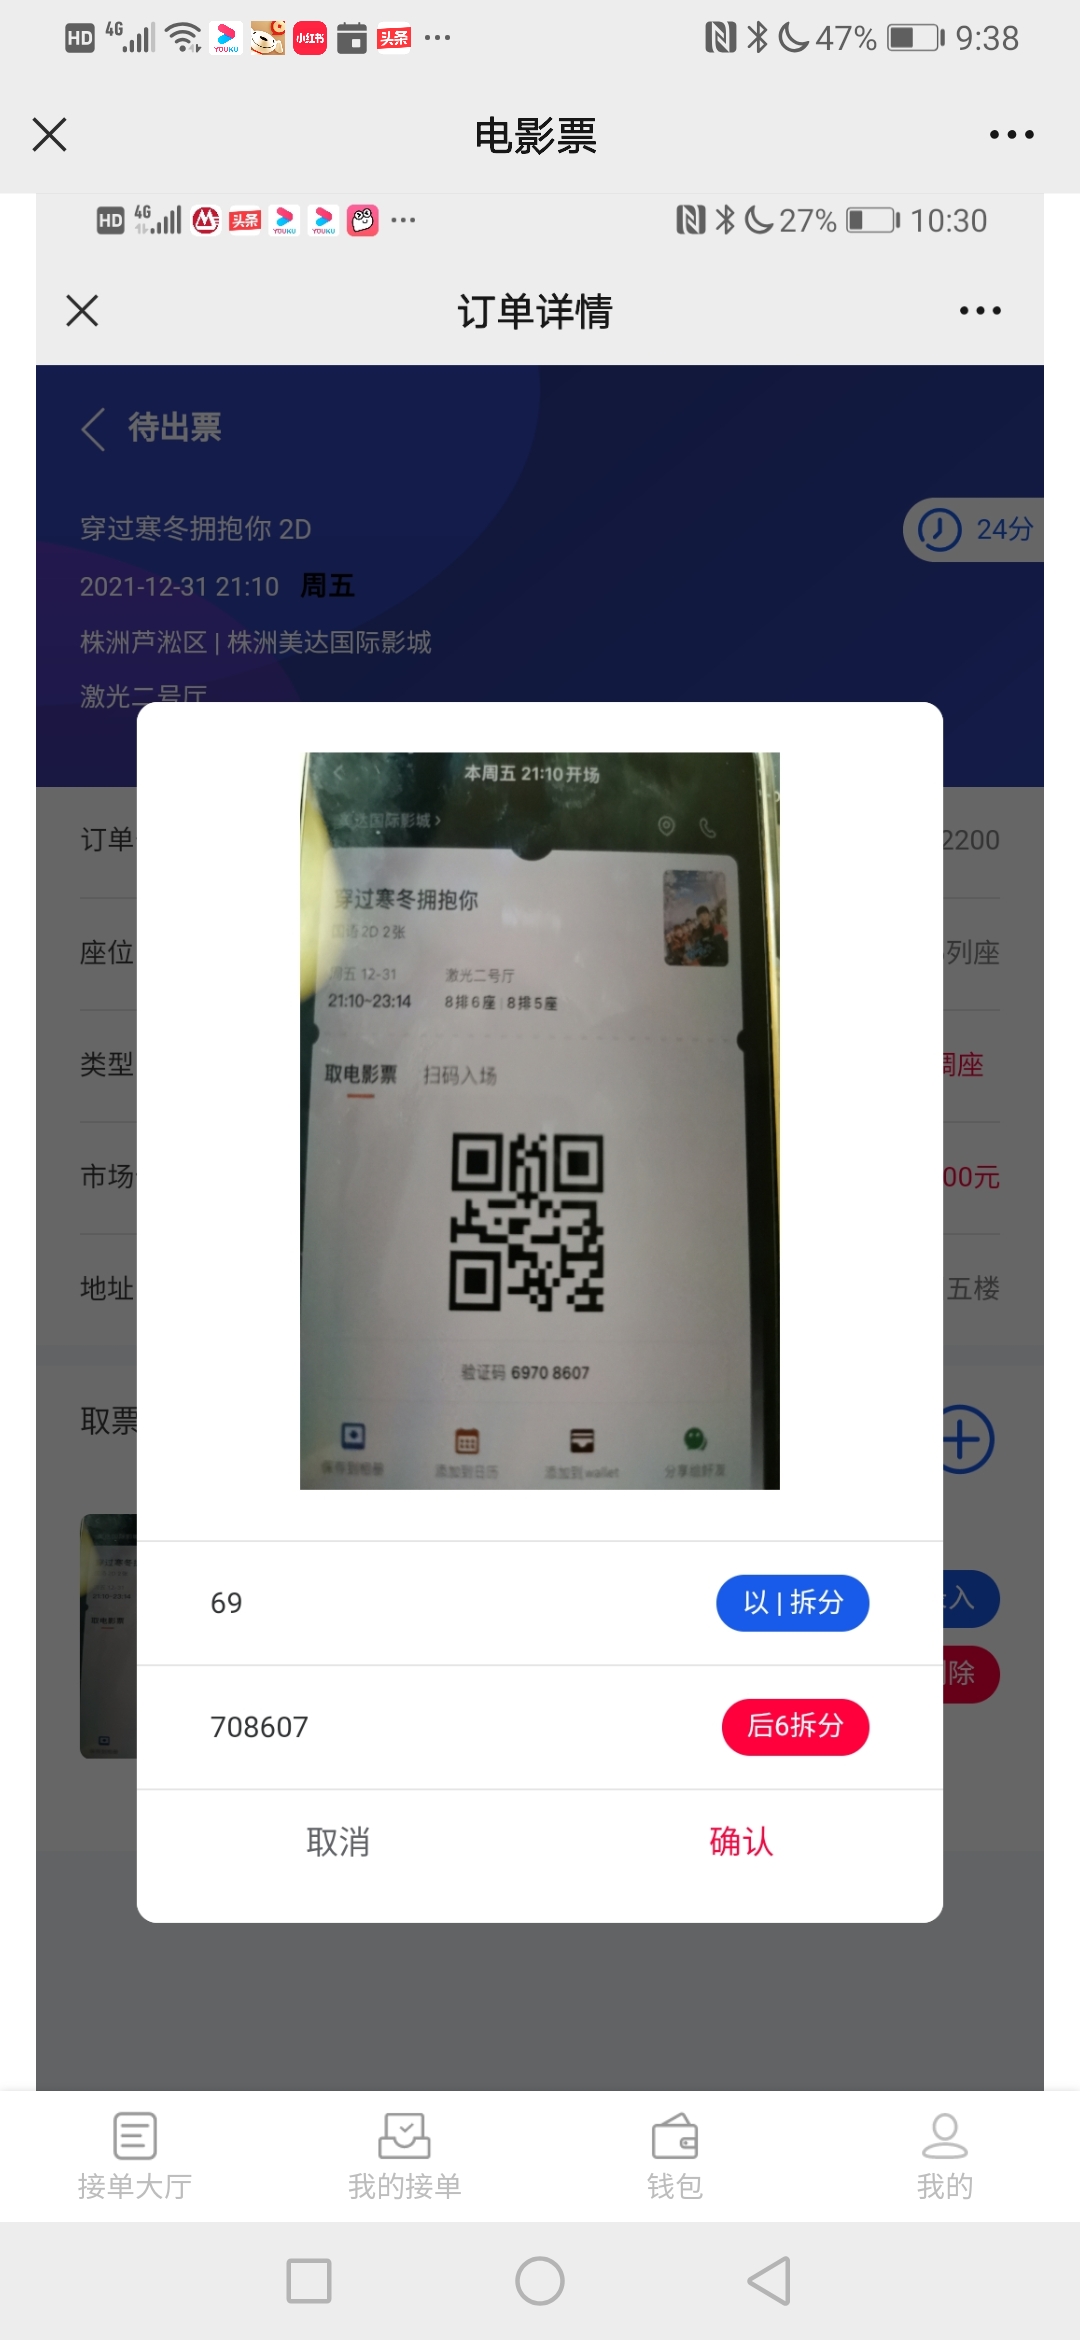 HD 4G 47% 9:38
电影票
HD 4G 27% 10:30
订单详情
待出票
穿过寒冬拥抱你 2D
24分
2021-12-31 21:10 周五
株洲芦淞区 | 株洲美达国际影城
激光二号厅
本周五 21:10开场
美达国际影城
穿过寒冬拥抱你
国语 2D 2张
周五 12-31 激光二号厅
21:10~23:14 8排6座 | 8排5座
取电影票 扫码入场
验证码 6970 8607
保存到相册 添加到日历 添加到wallet 分享给好友
订单 2200
座位 列座
类型 调座
市场 00元
地址 五楼
取票
入
除
69 以 | 拆分
708607 后6拆分
取消 确认
接单大厅 我的接单 钱包 我的